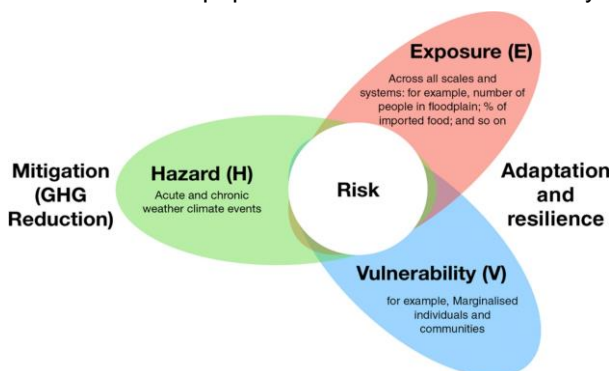 Exposure (E)
Across all scales and
systems: for example, number of
people in floodplain; % of
imported food; and so on
Mitigation
(GHG
Reduction)
Hazard (H)
Acute and chronic
weather climate events
Risk
Adaptation
and
resilience
Vulnerability (V)
for example, Marginalised
individuals and
communities